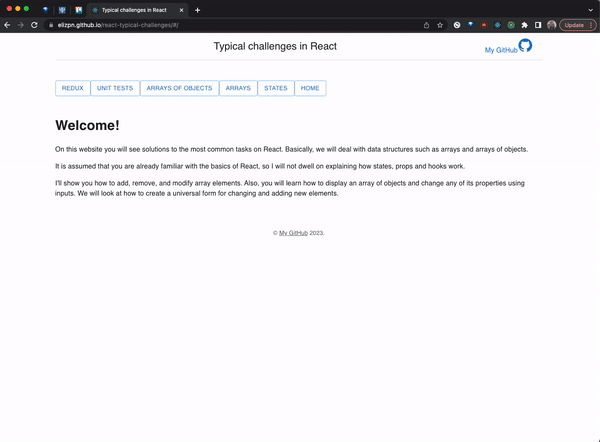 Typical challenges in React
elizpn.github.io/react-typical-challenges/#/
Update
Typical challenges in React
My GitHub
REDUX UNIT TESTS ARRAYS OF OBJECTS ARRAYS STATES HOME
Welcome!
On this website you will see solutions to the most common tasks on React. Basically, we will deal with data structures such as arrays and arrays of objects.
It is assumed that you are already familiar with the basics of React, so I will not dwell on explaining how states, props and hooks work.
I'll show you how to add, remove, and modify array elements. Also, you will learn how to display an array of objects and change any of its properties using
inputs. We will look at how to create a universal form for changing and adding new elements.
© My GitHub 2023.